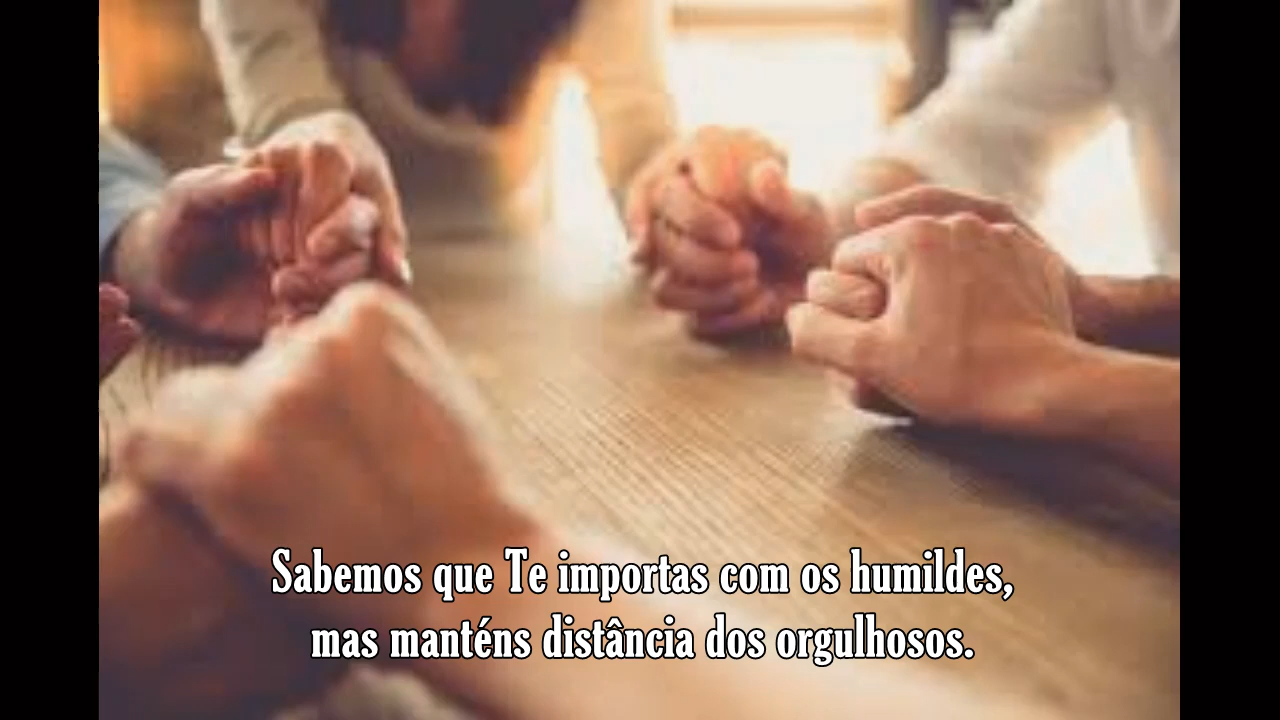 Sabemos que Te importas com os humildes,
mas manténs distância dos orgulhosos.